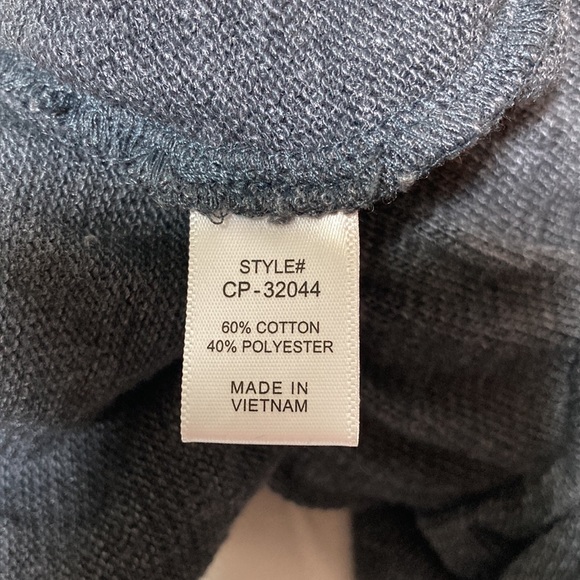 STYLE#
CP-32044
60% COTTON
40% POLYESTER
MADE IN
VIETNAM